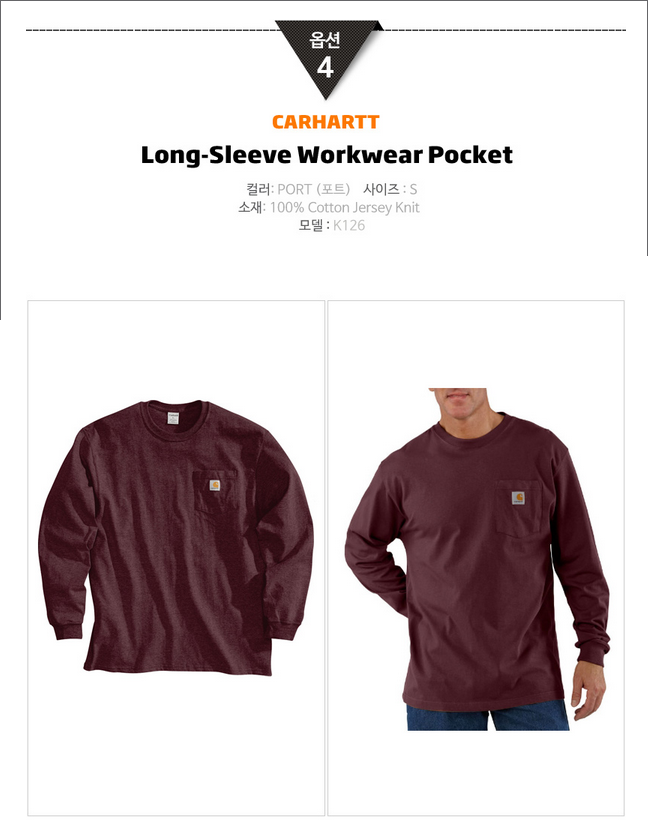 옵션
4
CARHARTT
Long-Sleeve Workwear Pocket
컬러: PORT (포트) 사이즈 : S
소재: 100% Cotton Jersey Knit
모델 : K126